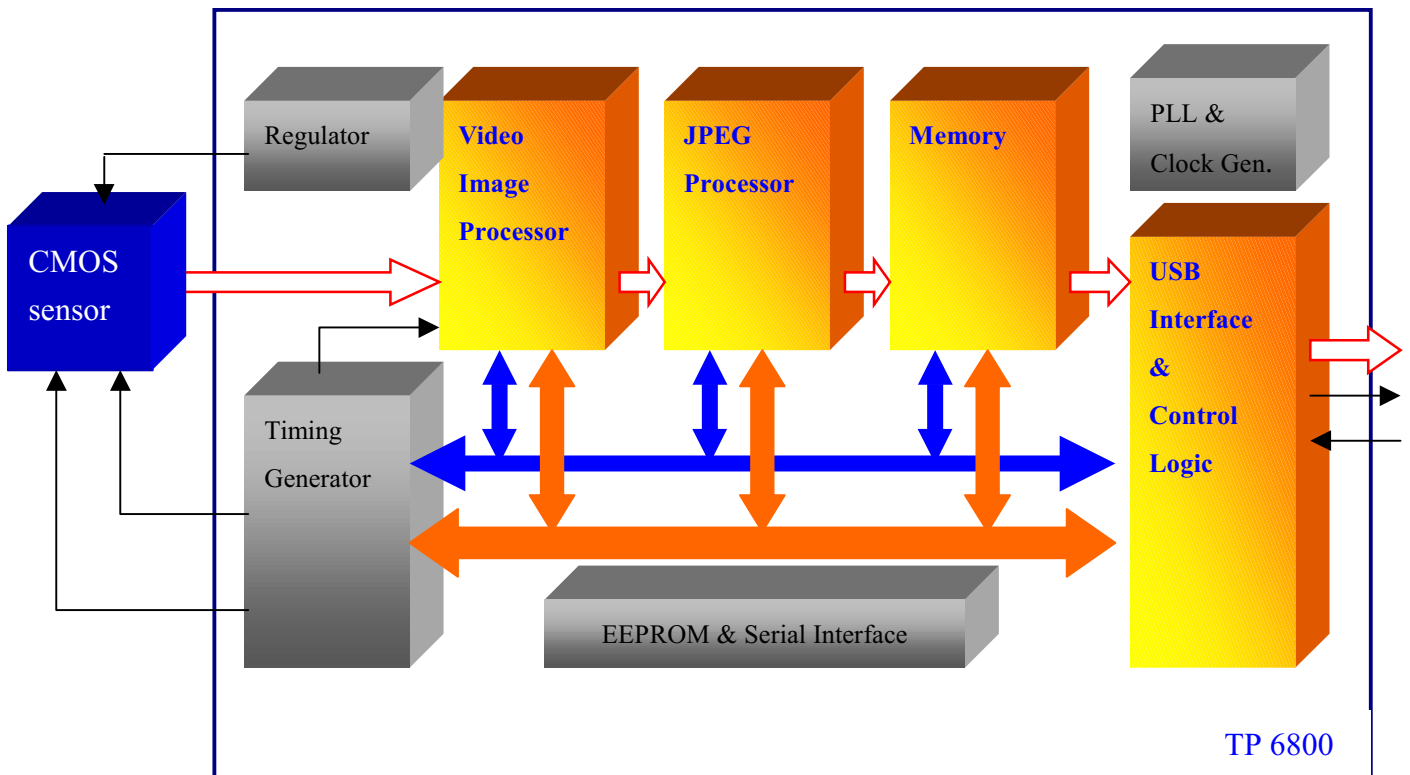 Regulator
Video
Image
Processor
JPEG
Processor
Memory
PLL &
Clock Gen.
CMOS
sensor
USB
Interface
&
Control
Logic
Timing
Generator
EEPROM & Serial Interface
TP 6800